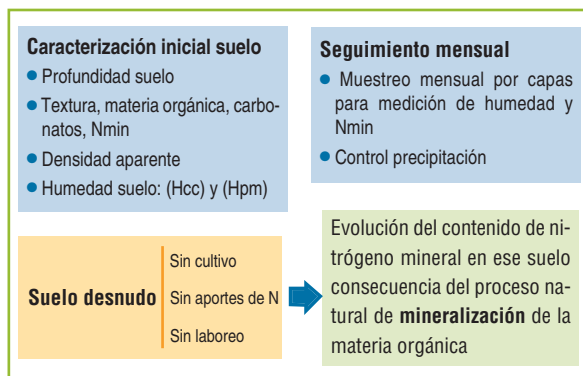 Caracterización inicial suelo
● Profundidad suelo
● Textura, materia orgánica, carbo-
natos, Nmin
● Densidad aparente
● Humedad suelo: (Hcc) y (Hpm)
Seguimiento mensual
● Muestreo mensual por capas
para medición de humedad y
Nmin
● Control precipitación
Suelo desnudo
Sin cultivo
Sin aportes de N
Sin laboreo
Evolución del contenido de ni-
trógeno mineral en ese suelo
consecuencia del proceso na-
tural de mineralización de la
materia orgánica